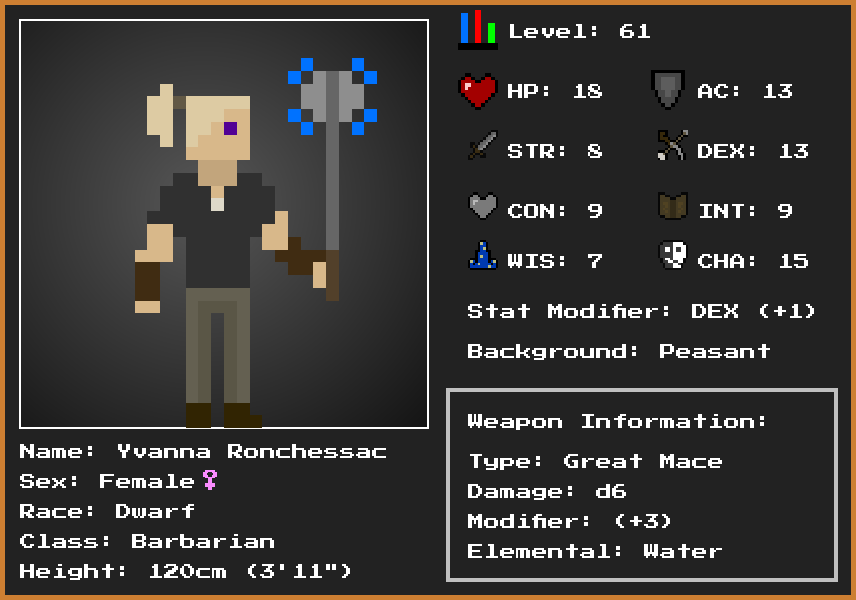 Level: 61
HP: 18
AC: 13
STR: 8
DEX: 13
CON: 9
INT: 9
WIS: 7
CHA: 15
Stat Modifier: DEX (+1)
Background: Peasant
Weapon Information:
Type: Great Mace
Damage: d6
Modifier: (+3)
Elemental: Water
Name: Yvanna Ronchessac
Sex: Female♀
Race: Dwarf
Class: Barbarian
Height: 120cm (3'11")